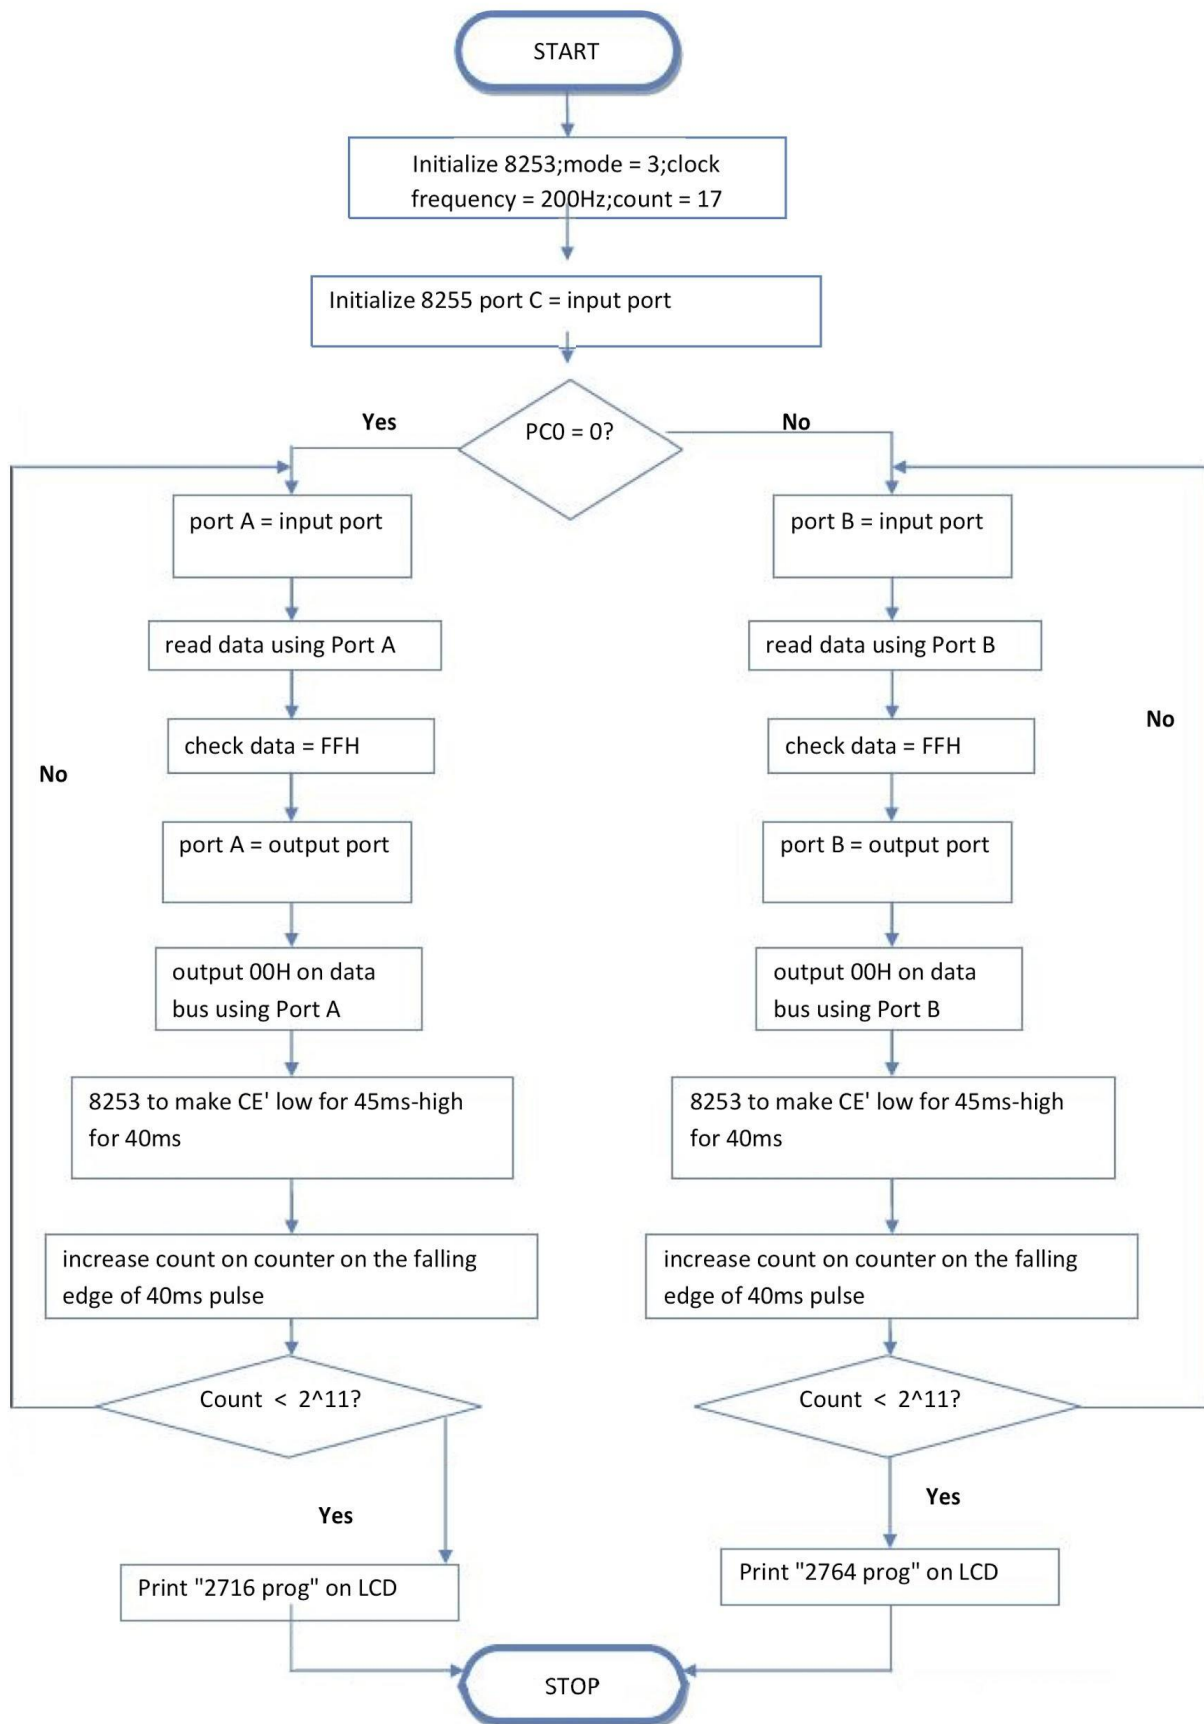 START
Initialize 8253;mode = 3;clock
frequency = 200Hz;count = 17
Initialize 8255 port C = input port
PC0 = 0?
Yes
No
port A = input port
read data using Port A
check data = FFH
No
port A = output port
output 00H on data
bus using Port A
8253 to make CE' low for 45ms-high
for 40ms
increase count on counter on the falling
edge of 40ms pulse
Count < 2^11?
Yes
Print "2716 prog" on LCD
port B = input port
read data using Port B
No
check data = FFH
port B = output port
output 00H on data
bus using Port B
8253 to make CE' low for 45ms-high
for 40ms
increase count on counter on the falling
edge of 40ms pulse
Count < 2^11?
Yes
Print "2764 prog" on LCD
STOP